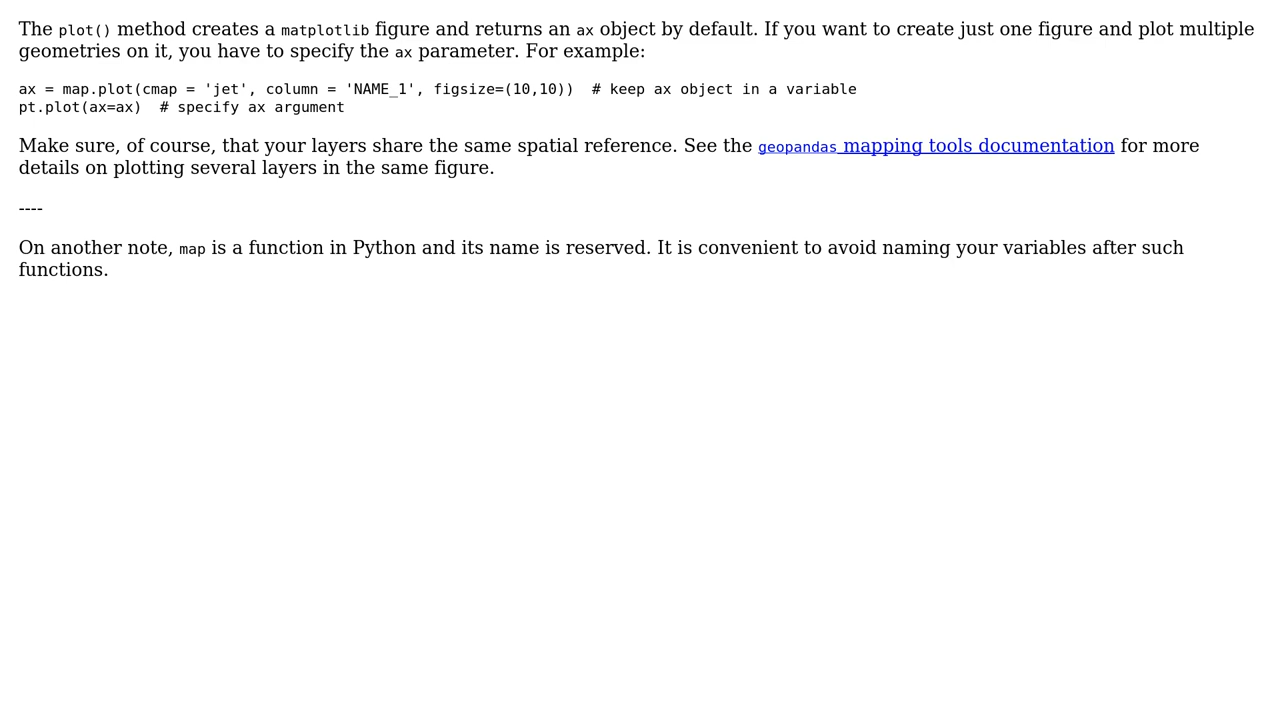 The plot() method creates a matplotlib figure and returns an ax object by default. If you want to create just one figure and plot multiple
geometries on it, you have to specify the ax parameter. For example:
ax = map.plot(cmap = 'jet', column = 'NAME_1', figsize=(10,10))  # keep ax object in a variable
pt.plot(ax=ax)  # specify ax argument
Make sure, of course, that your layers share the same spatial reference. See the geopandas mapping tools documentation for more
details on plotting several layers in the same figure.
----
On another note, map is a function in Python and its name is reserved. It is convenient to avoid naming your variables after such
functions.